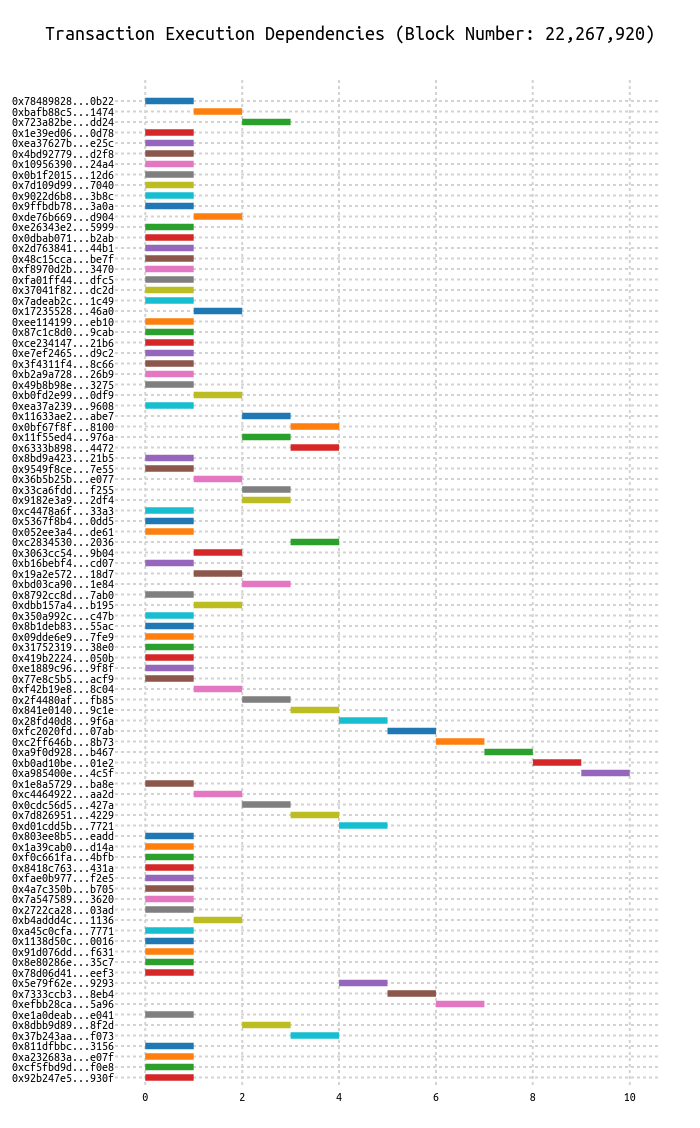 Transaction Execution Dependencies (Block Number: 22,267,920)
0x78489828...0b22
0xbafb88c5...1474
0x723a82be...dd24
0x1e39ed06...0d78
0xea37627b...e25c
0x4bd92779...d2f8
0x10956390...24a4
0x0b1f2015...12d6
0x7d109d99...7040
0x9022d6b8...3b8c
0x9ffbdb78...3a0a
0xde76b669...d904
0xe26343e2...5999
0x0dbab071...b2ab
0x2d763841...44b1
0x48c15cca...be7f
0xf8970d2b...3470
0xfa01ff44...dfc5
0x37041f82...dc2d
0x7adeab2c...1c49
0x17235528...46a0
0xee114199...eb10
0x87c1c8d0...9cab
0xce234147...21b6
0xe7ef2465...d9c2
0x3f4311f4...8c66
0xb2a9a728...26b9
0x49b8b98e...3275
0xb0fd2e99...0df9
0xea37a239...9608
0x11633ae2...abe7
0x0bf67f8f...8100
0x11f55ed4...976a
0x6333b898...4472
0x8bd9a423...21b5
0x9549f8ce...7e55
0x36b5b25b...e077
0x33ca6fdd...f255
0x9182e3a9...2df4
0xc4478a6f...33a3
0x5367f8b4...0dd5
0x052ee3a4...de61
0xc2834530...2036
0x3063cc54...9b04
0xb16bebf4...cd07
0x19a2e572...18d7
0xbd03ca90...1e84
0x8792cc8d...7ab0
0xdbb157a4...b195
0x350a992c...c47b
0x8b1deb83...55ac
0x09dde6e9...7fe9
0x31752319...38e0
0x419b2224...050b
0xe1889c96...9f8f
0x77e8c5b5...acf9
0xf42b19e8...8c04
0x2f4480af...fb85
0x841e0140...9c1e
0x28fd40d8...9f6a
0xfc2020fd...07ab
0xc2ff646b...8b73
0xa9f0d928...b467
0xb0ad10be...01e2
0xa985400e...4c5f
0x1e8a5729...ba8e
0xc4464922...aa2d
0x0cdc56d5...427a
0x7d826951...4229
0xd01cdd5b...7721
0x803ee8b5...eadd
0x1a39cab0...d14a
0xf0c661fa...4bfb
0x8418c763...431a
0xfae0b977...f2e5
0x4a7c350b...b705
0x7a547589...3620
0x2722ca28...03ad
0xb4addd4c...1136
0xa45c0cfa...7771
0x1138d50c...0016
0x91d076dd...f631
0x8e80286e...35c7
0x78d06d41...eef3
0x5e79f62e...9293
0x7333ccb3...8eb4
0xefbb28ca...5a96
0xe1a0deab...e041
0x8dbb9d89...8f2d
0x37b243aa...f073
0x811dfbbc...3156
0xa232683a...e07f
0xcf5fbd9d...f0e8
0x92b247e5...930f
0 2 4 6 8 10